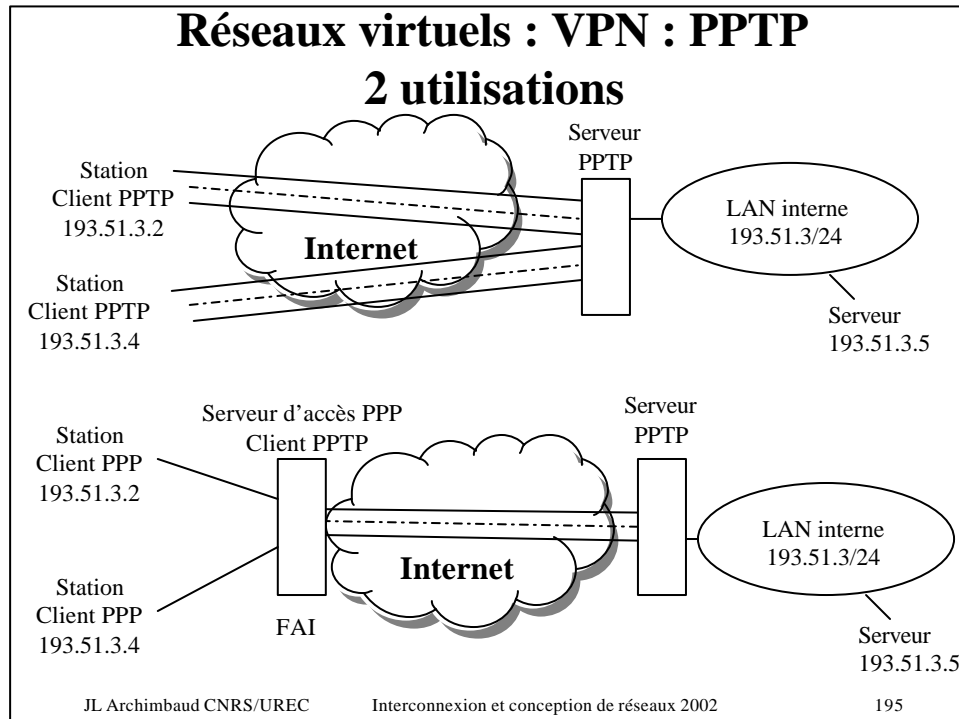 Réseaux virtuels : VPN : PPTP
2 utilisations
Serveur
PPTP
Station
Client PPTP
193.51.3.2
LAN interne
193.51.3/24
Internet
Station
Client PPTP
193.51.3.4
Serveur
193.51.3.5
Serveur d'accès PPP
Client PPTP
Serveur
PPTP
Station
Client PPP
193.51.3.2
LAN interne
193.51.3/24
Internet
Station
Client PPP
193.51.3.4
FAI
Serveur
193.51.3.5
JL Archimbaud CNRS/UREC Interconnexion et conception de réseaux 2002 195